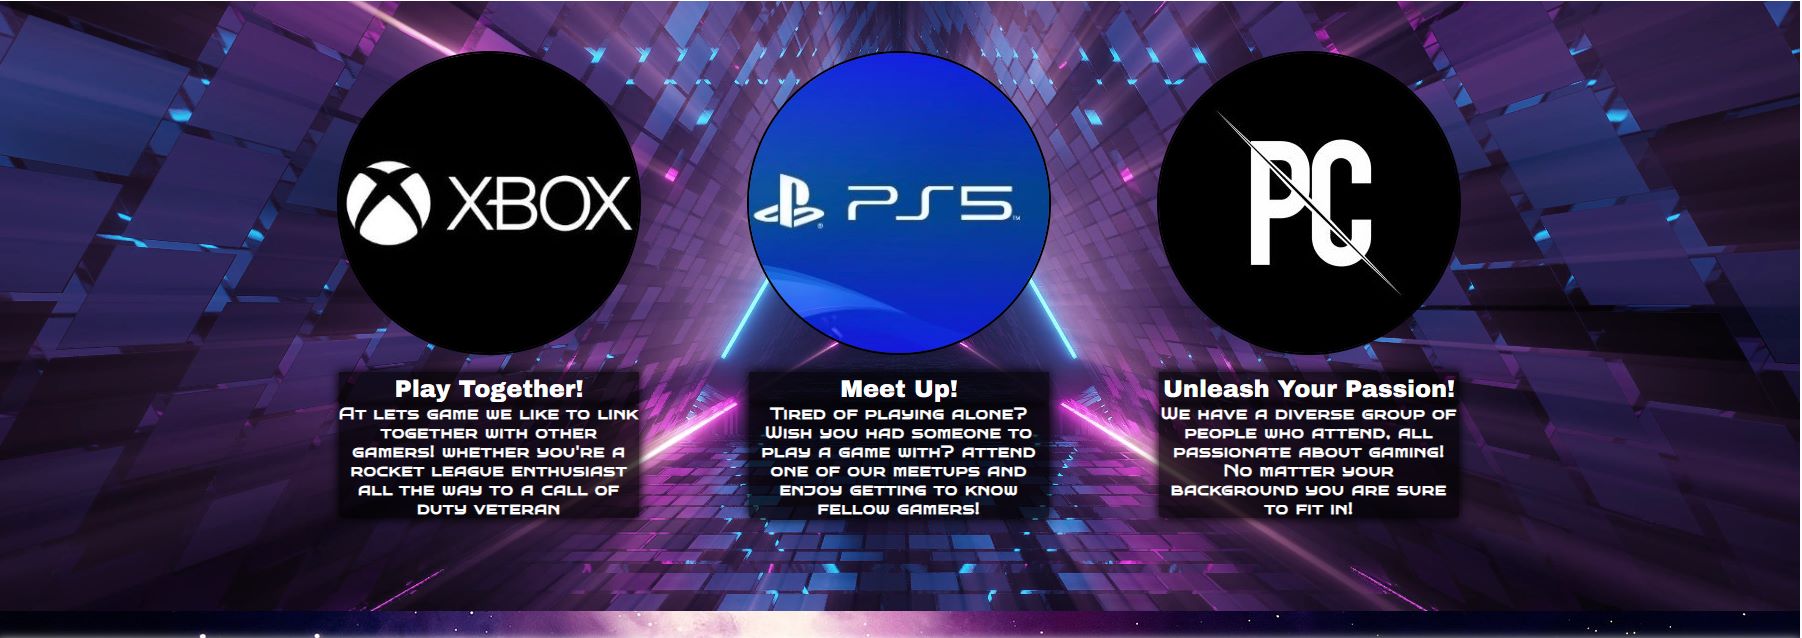 XBOX
PS5™
PC
Play Together!
At lets game we like to link
together with other
gamers! whether you're a
rocket league enthusiast
all the way to a call of
duty veteran
Meet Up!
Tired of playing alone?
Wish you had someone to
play a game with? attend
one of our meetups and
enjoy getting to know
fellow gamers!
Unleash Your Passion!
We have a diverse group of
people who attend, all
passionate about gaming!
No matter your
background you are sure
to fit in!